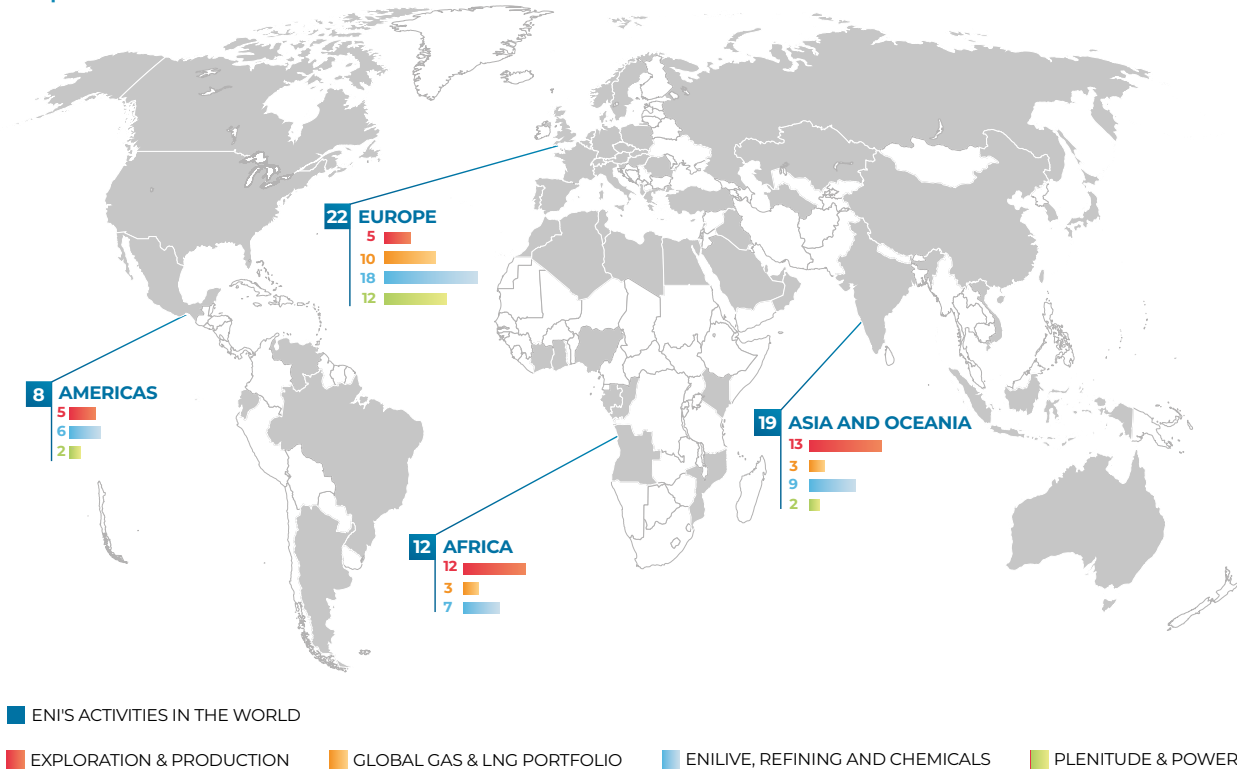 22 EUROPE
5
10
18
12
8 AMERICAS
5
6
2
19 ASIA AND OCEANIA
13
3
9
2
12 AFRICA
12
3
7
ENI'S ACTIVITIES IN THE WORLD
EXPLORATION & PRODUCTION GLOBAL GAS & LNG PORTFOLIO ENILIVE, REFINING AND CHEMICALS PLENITUDE & POWER